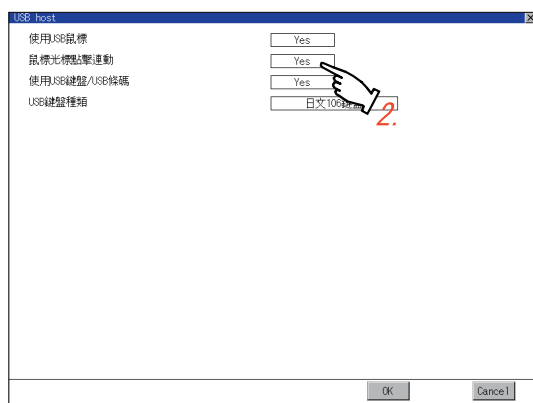 USB host
使用USB鼠標 Yes
鼠標光標點擊連動 Yes
使用USB鍵盤/USB條碼 Yes
USB鍵盤種類 日文106鍵盤
2.
OK Cancel